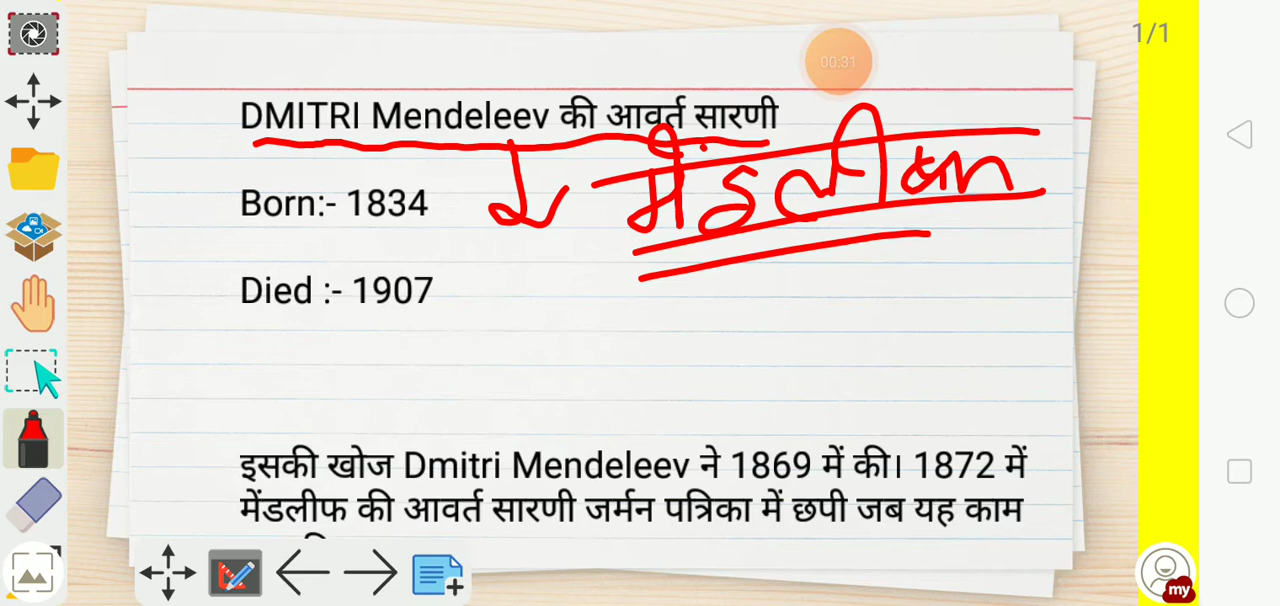 1/1
00:31
DMITRI Mendeleev की आवर्त सारणी
Born:- 1834
Died :- 1907
इसकी खोज Dmitri Mendeleev ने 1869 में की। 1872 में
मेंडलीफ की आवर्त सारणी जर्मन पत्रिका में छपी जब यह काम
my